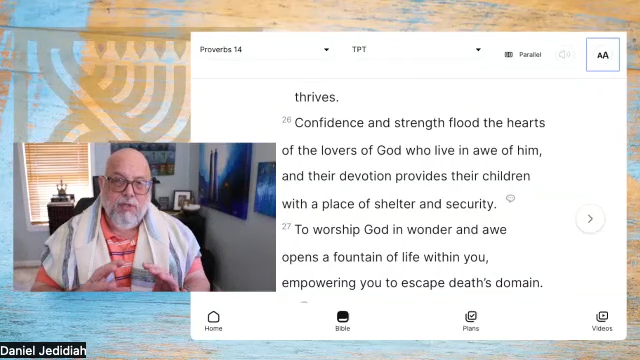 Proverbs 14
TPT
Parallel
AA
thrives.
26 Confidence and strength flood the hearts
of the lovers of God who live in awe of him,
and their devotion provides their children
with a place of shelter and security.
27 To worship God in wonder and awe
opens a fountain of life within you,
empowering you to escape death's domain.
Home
Bible
Plans
Videos
Daniel Jedidiah